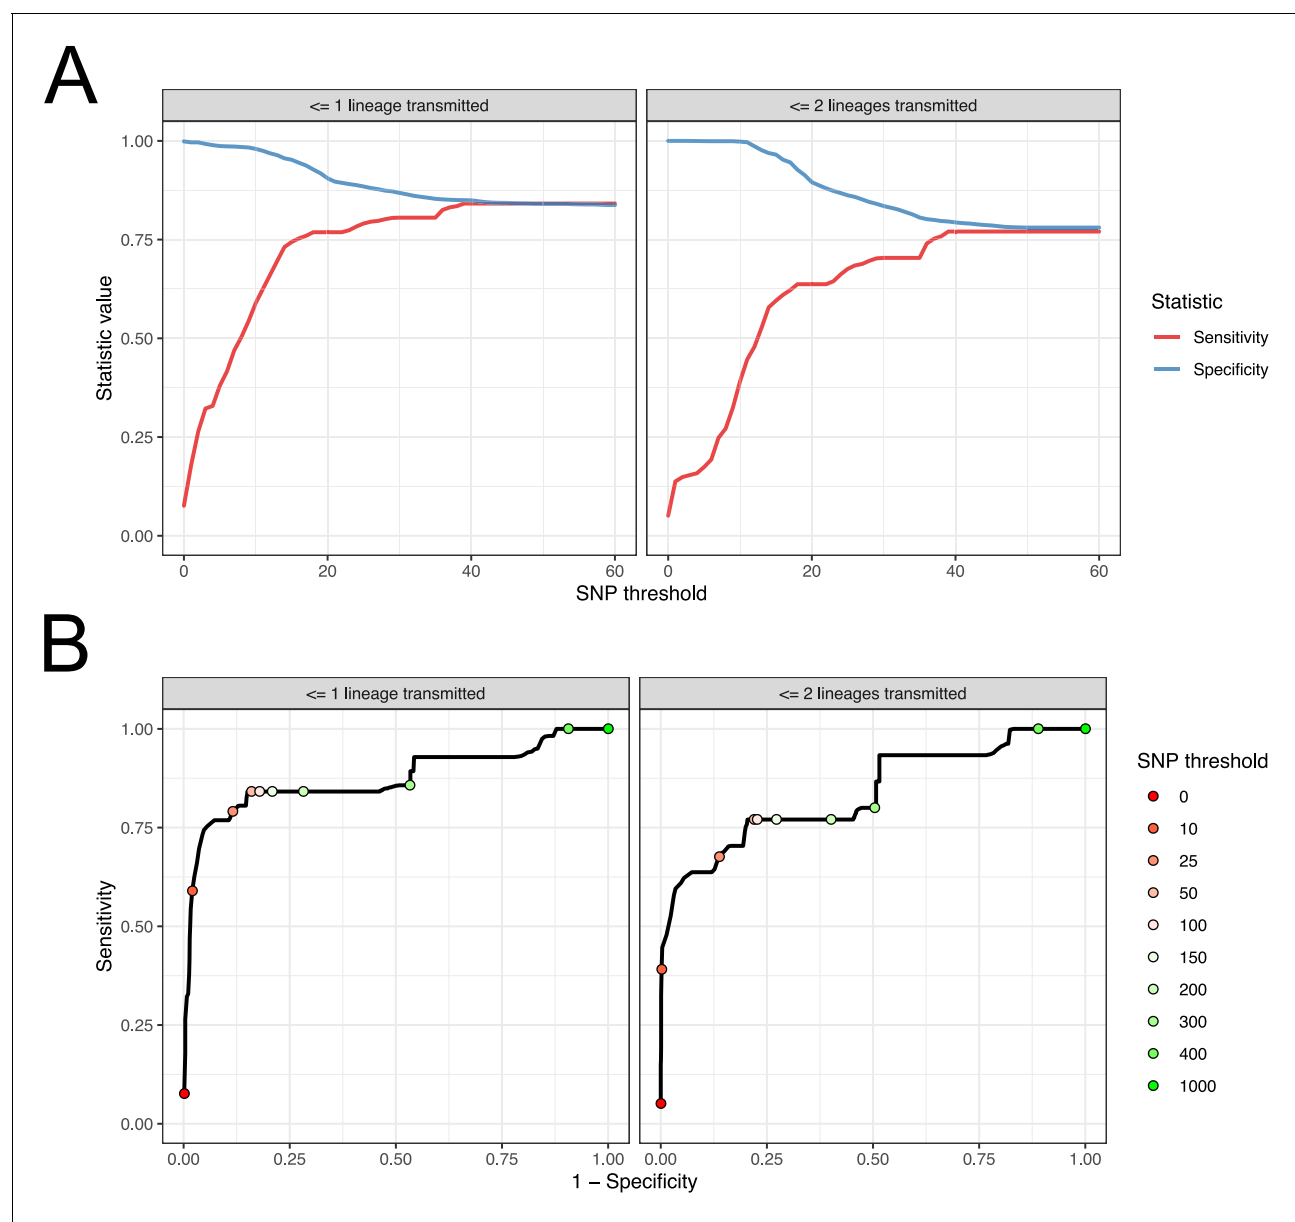 A
<= 1 lineage transmitted
<= 2 lineages transmitted
1.00
0.75
0.50
0.25
0.00
Statistic value
0 20 40 60
0 20 40 60
SNP threshold
Statistic
Sensitivity
Specificity
B
<= 1 lineage transmitted
<= 2 lineages transmitted
1.00
0.75
0.50
0.25
0.00
Sensitivity
0.00 0.25 0.50 0.75 1.00
0.00 0.25 0.50 0.75 1.00
1 − Specificity
SNP threshold
0
10
25
50
100
150
200
300
400
1000